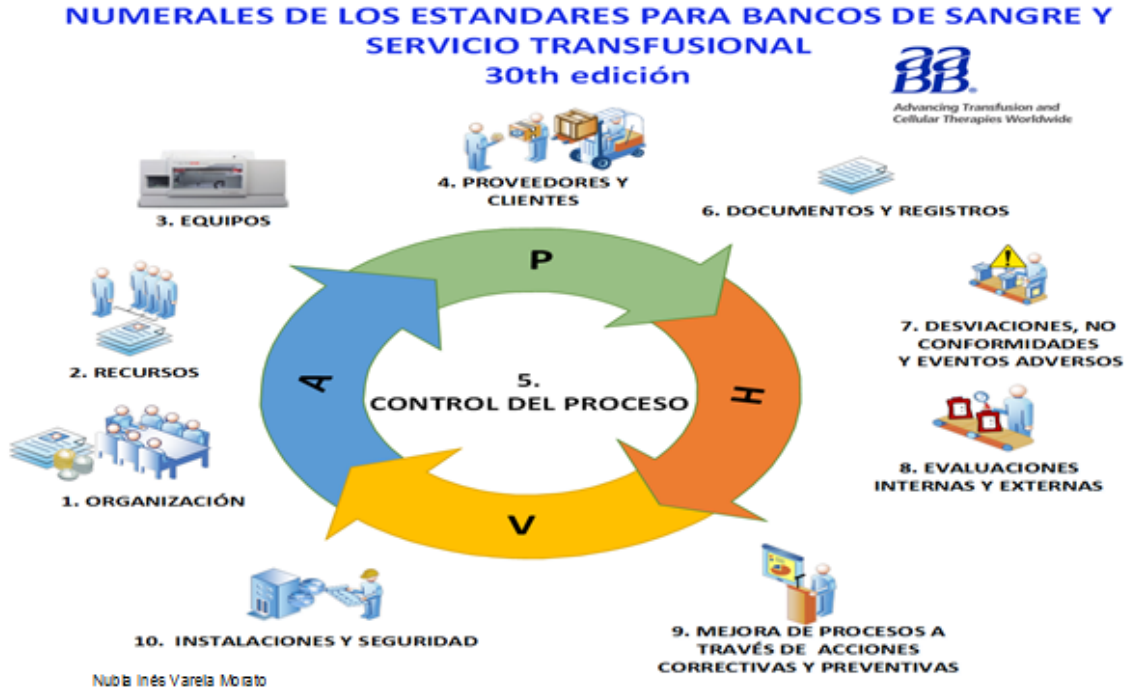 NUMERALES DE LOS ESTANDARES PARA BANCOS DE SANGRE Y
SERVICIO TRANSFUSIONAL
30th edición
aaBB
Advancing Transfusion and
Cellular Therapies Worldwide
4. PROVEEDORES Y
CLIENTES
3. EQUIPOS
6. DOCUMENTOS Y REGISTROS
P
7. DESVIACIONES, NO
CONFORMIDADES
Y EVENTOS ADVERSOS
2. RECURSOS
A
5.
CONTROL DEL PROCESO
H
8. EVALUACIONES
INTERNAS Y EXTERNAS
1. ORGANIZACIÓN
V
10. INSTALACIONES Y SEGURIDAD
9. MEJORA DE PROCESOS A
TRAVÉS DE ACCIONES
CORRECTIVAS Y PREVENTIVAS
Nubia Inés Varela Morato